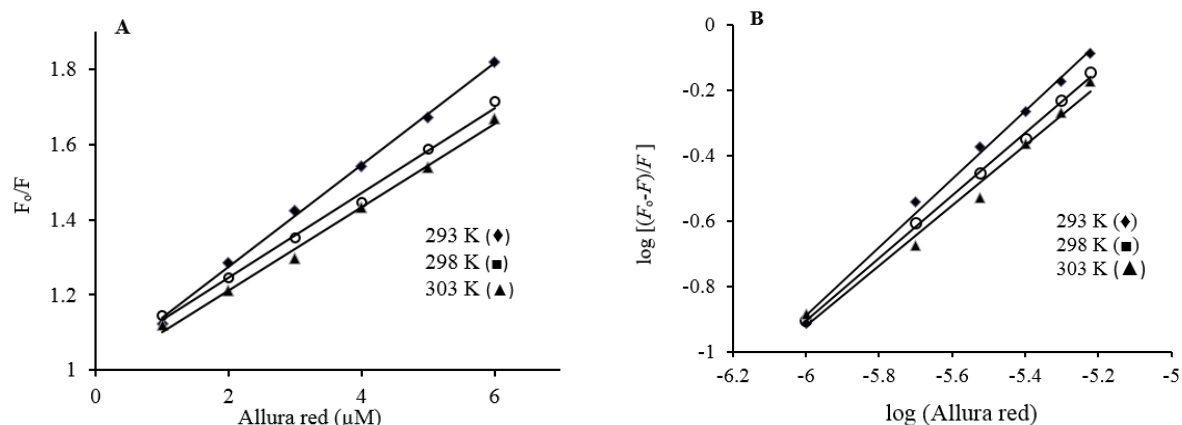 A
F₀/F
1.8
1.6
1.4
1.2
1
0 2 4 6
Allura red (µM)
293 K (♦)
298 K (■)
303 K (▲)
B
log [(F₀-F)/F ]
0
-0.2
-0.4
-0.6
-0.8
-1
-6.2 -6 -5.8 -5.6 -5.4 -5.2 -5
log (Allura red)
293 K (♦)
298 K (■)
303 K (▲)